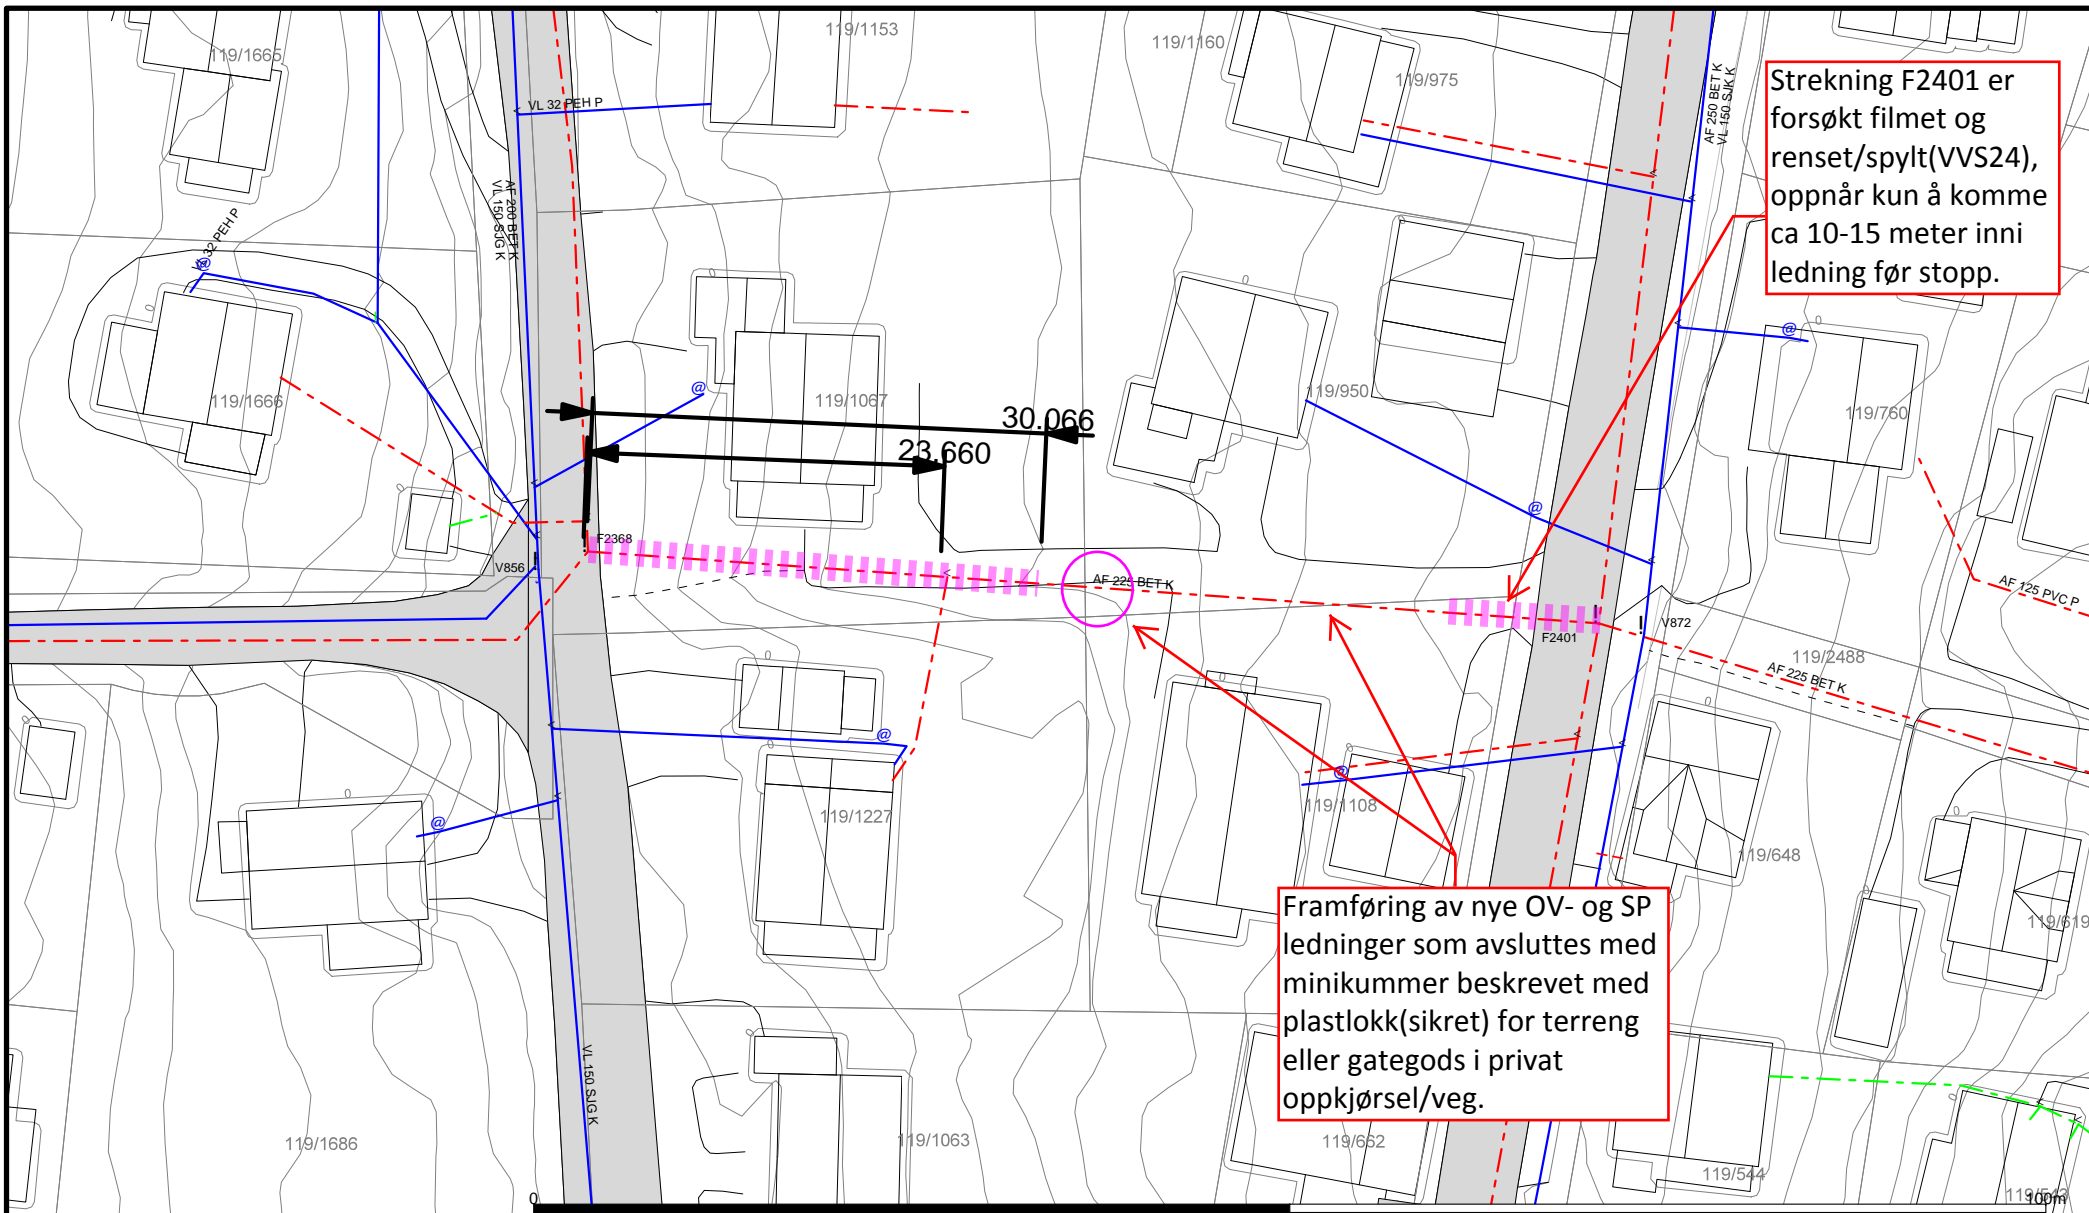 119/1665
119/1153
119/1160
119/975
VL 32 PEH P
AF 250 BET K
VL 150 SJK K
Strekning F2401 er
forsøkt filmet og
renset/spylt(VVS24),
oppnår kun å komme
ca 10-15 meter inni
ledning før stopp.
AF 200 BET K
VL 150 SJG K
VL 32 PEH P
119/1666
119/1067
119/950
119/760
30.066
23.660
F2368
V856
AF 225 BET K
F2401
V872
AF 125 PVC P
119/2488
AF 225 BET K
119/1227
119/1108
119/648
119/619
Framføring av nye OV- og SP
ledninger som avsluttes med
minikummer beskrevet med
plastlokk(sikret) for terreng
eller gategods i privat
oppkjørsel/veg.
VL 150 SJG K
119/1686
119/1063
119/662
119/544
0
100m